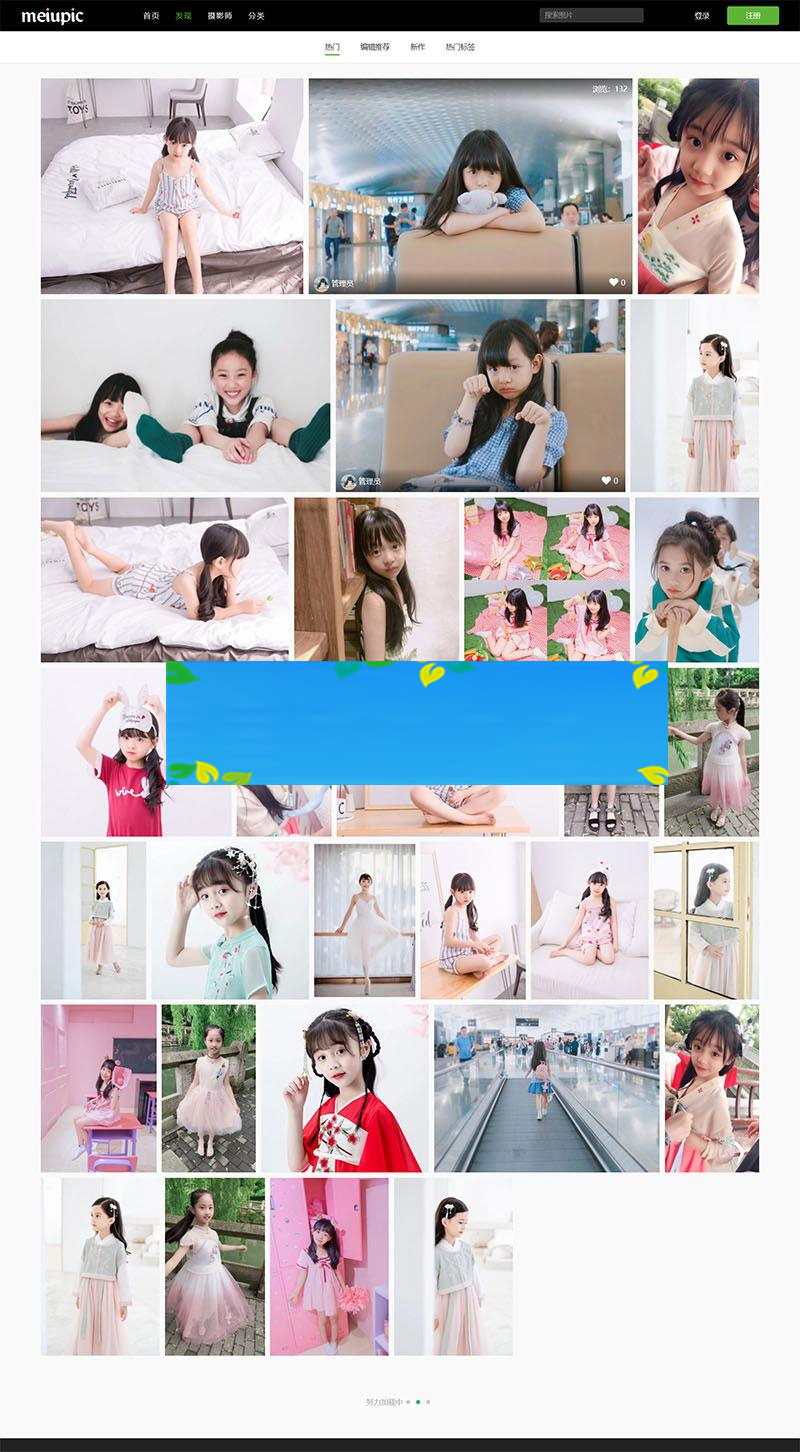 meiupic
首页 发现 摄影师 分类
搜索图片
登录 注册
热门 编辑推荐 新作 热门标签
浏览：132
管理员
0
管理员
0
努力加载中